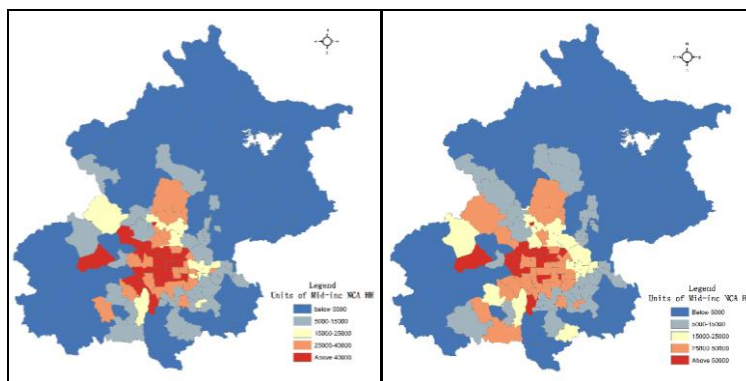 Legend
Units of Mid-inc NCA HH
Below 5000
5000-15000
15000-25000
25000-40000
Above 40000
Legend
Units of Mid-inc NCA H
Below 5000
5000-15000
15000-25000
25000-50000
Above 50000